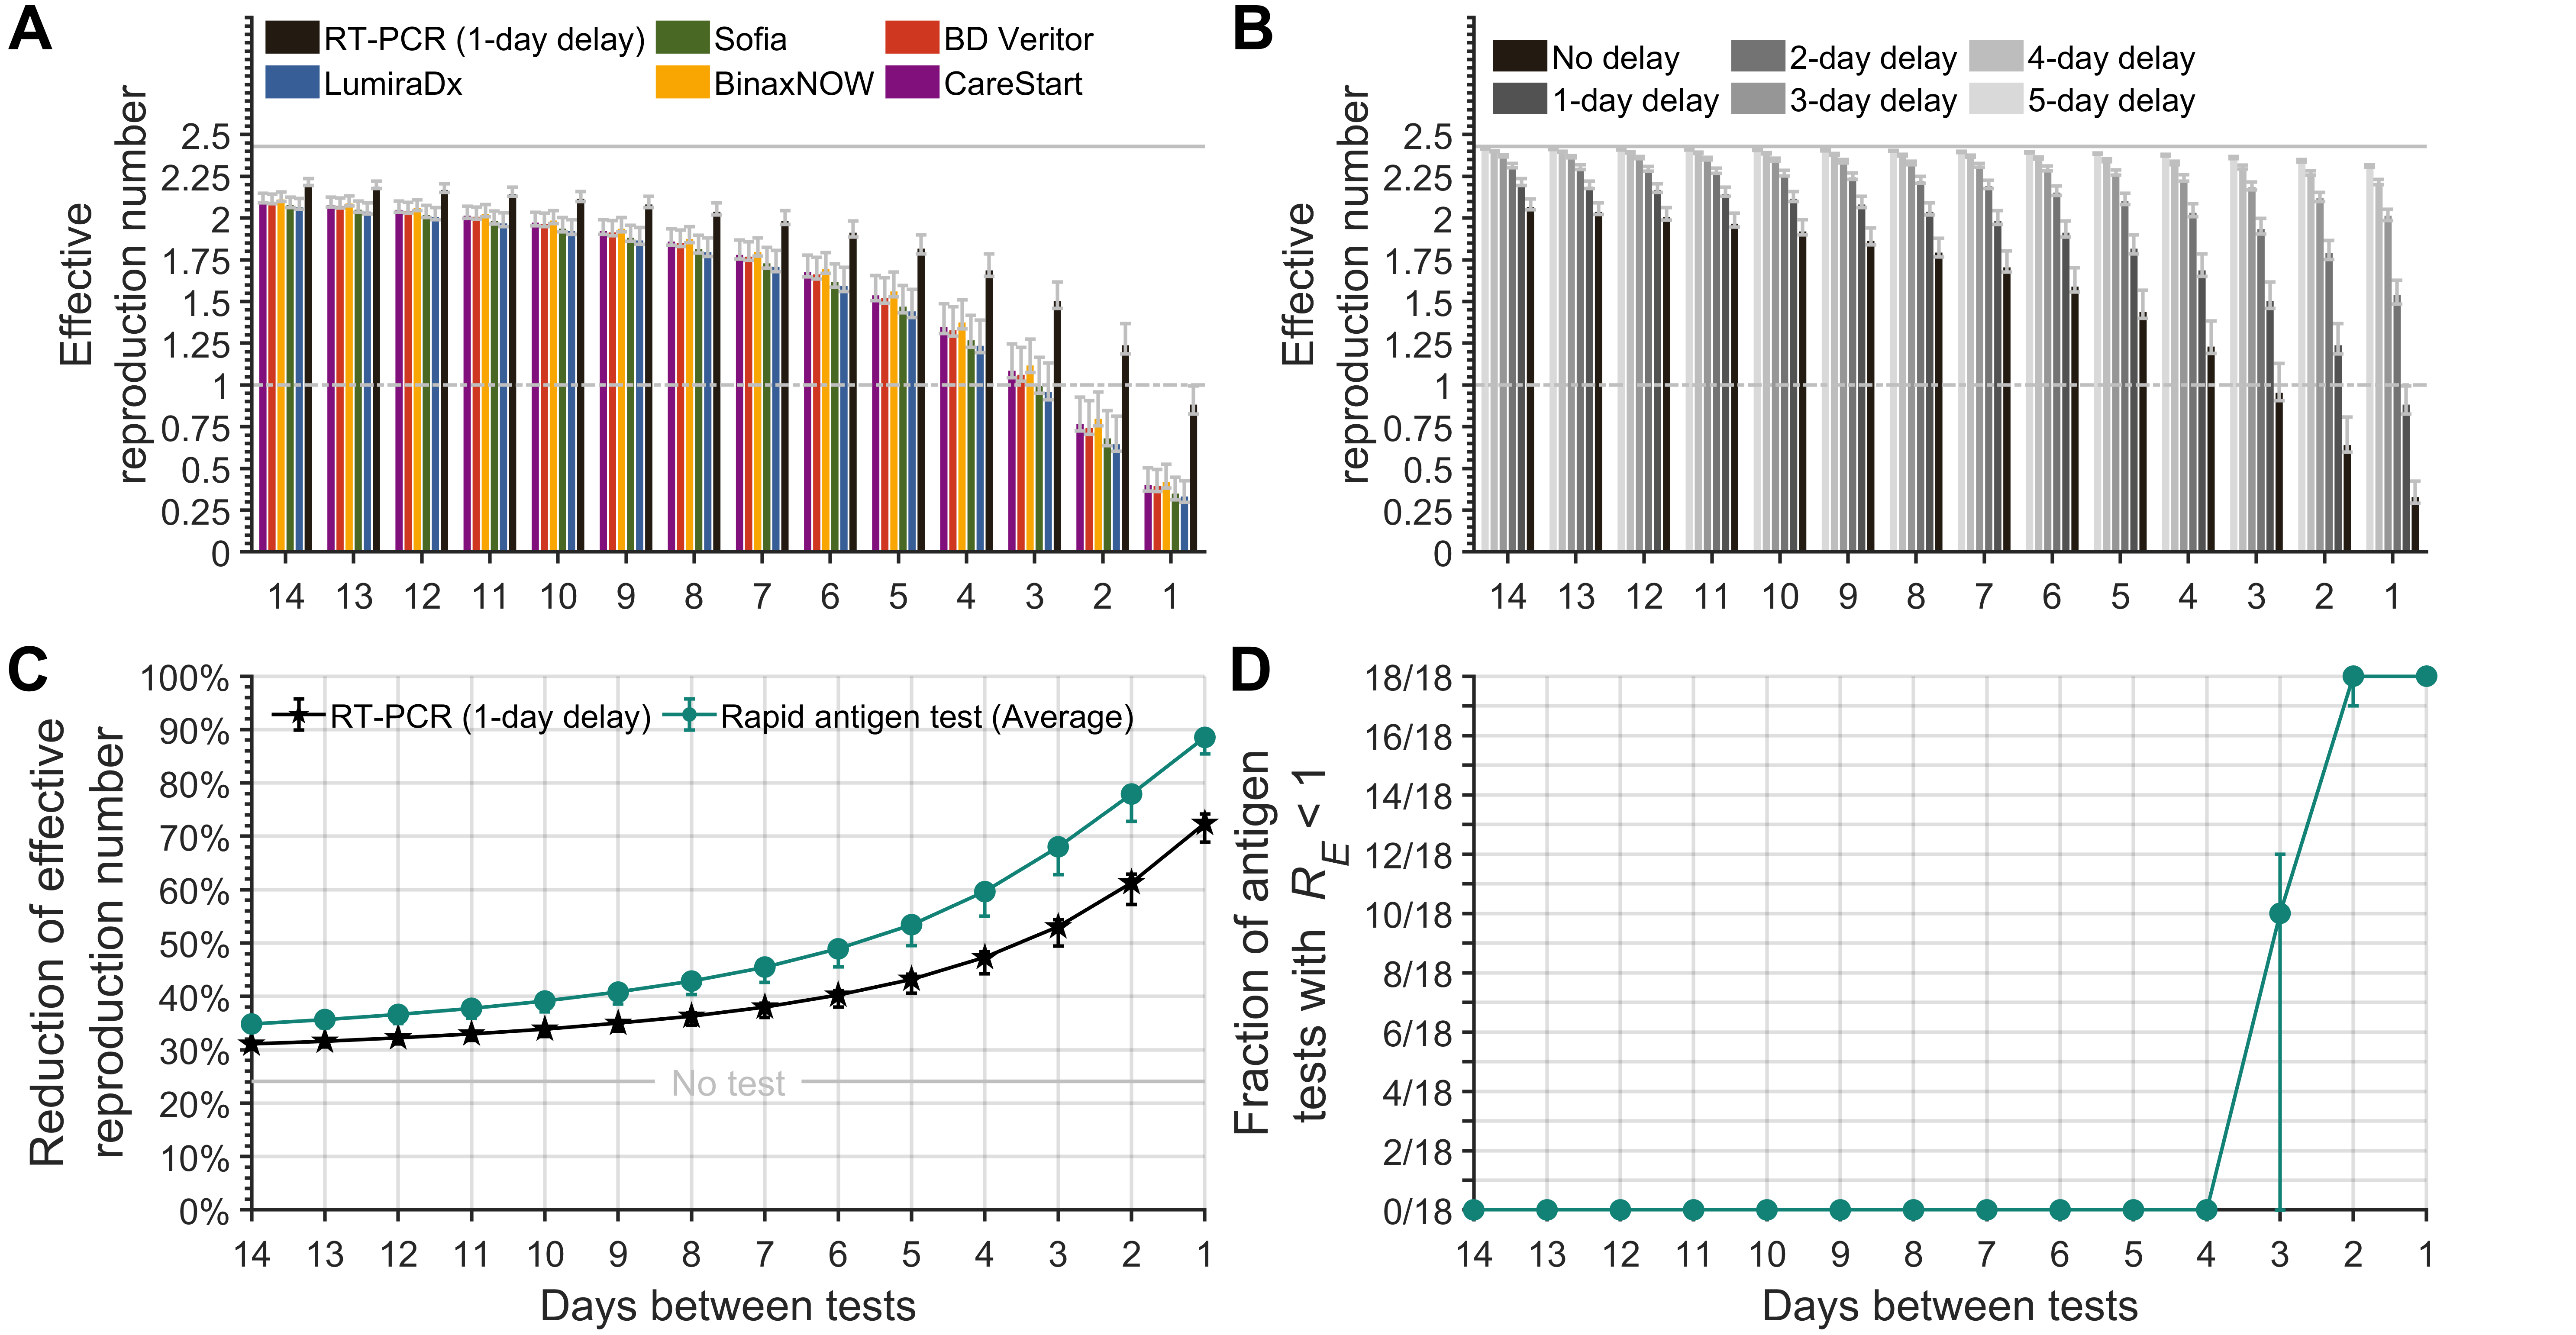 A
RT-PCR (1-day delay)
Sofia
BD Veritor
LumiraDx
BinaxNOW
CareStart
Effective
reproduction number
2.5
2.25
2
1.75
1.5
1.25
1
0.75
0.5
0.25
0
14 13 12 11 10 9 8 7 6 5 4 3 2 1
B
No delay
2-day delay
4-day delay
1-day delay
3-day delay
5-day delay
Effective
reproduction number
2.5
2.25
2
1.75
1.5
1.25
1
0.75
0.5
0.25
0
14 13 12 11 10 9 8 7 6 5 4 3 2 1
C
RT-PCR (1-day delay)
Rapid antigen test (Average)
Reduction of effective
reproduction number
100%
90%
80%
70%
60%
50%
40%
30%
20%
10%
0%
No test
14 13 12 11 10 9 8 7 6 5 4 3 2 1
Days between tests
D
Fraction of antigen
tests with R_E < 1
18/18
16/18
14/18
12/18
10/18
8/18
6/18
4/18
2/18
0/18
14 13 12 11 10 9 8 7 6 5 4 3 2 1
Days between tests